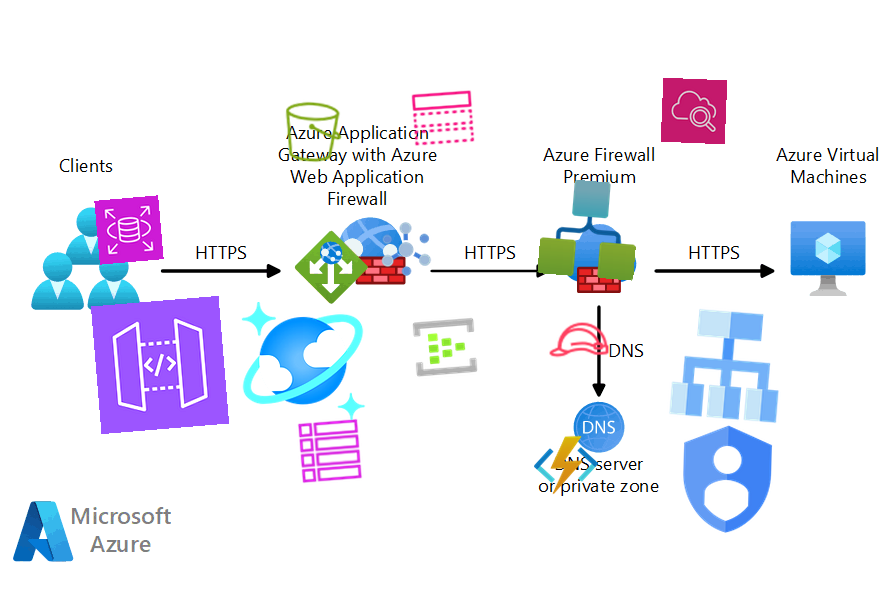 Clients
Azure Application
Gateway with Azure
Web Application
Firewall
Azure Firewall
Premium
Azure Virtual
Machines
HTTPS
HTTPS
HTTPS
DNS
DNS
DNS server
or private zone
Microsoft
Azure